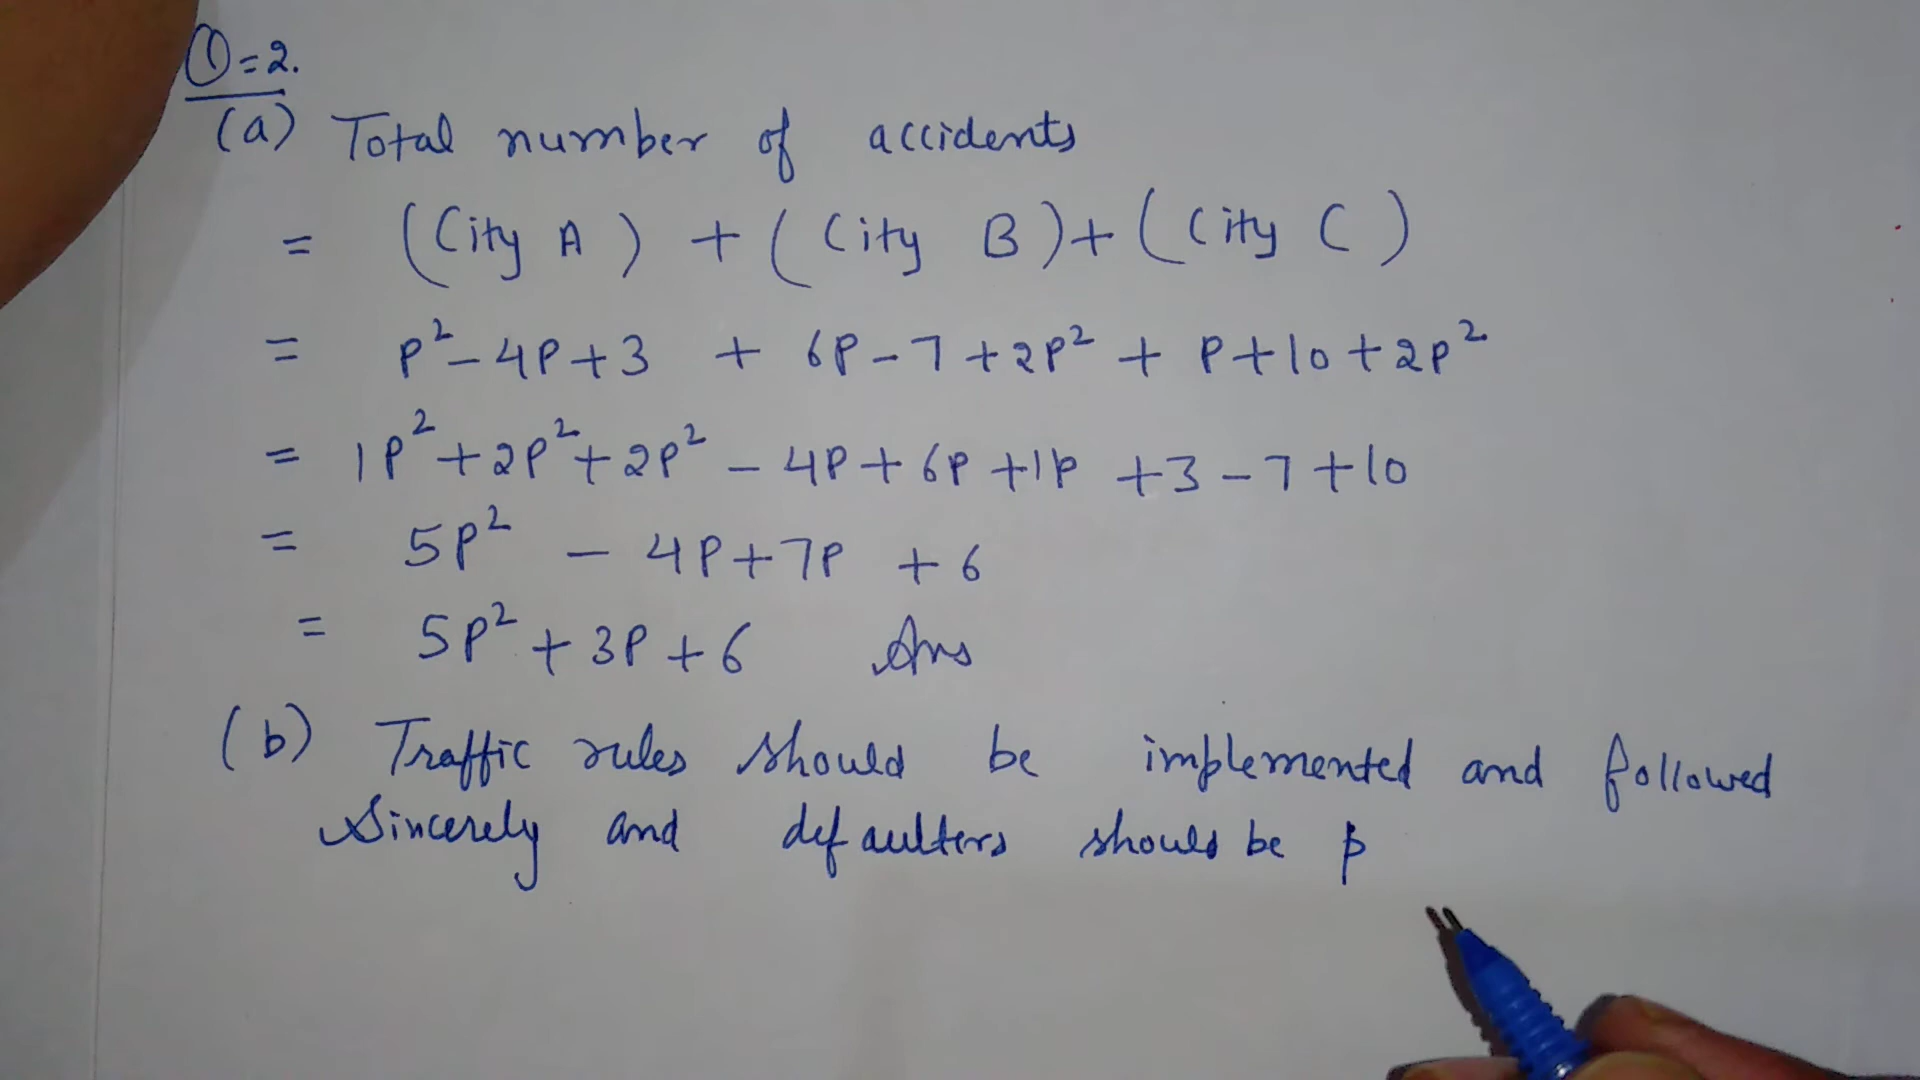 Q=2.
(a) Total number of accidents
= (City A) + (City B) + (City C)
= p² - 4p + 3 + 6p - 7 + 2p² + p + 10 + 2p²
= 1p² + 2p² + 2p² - 4p + 6p + 1p + 3 - 7 + 10
= 5p² - 4p + 7p + 6
= 5p² + 3p + 6 Ans
(b) Traffic rules should be implemented and followed
Sincerely and defaulters should be p